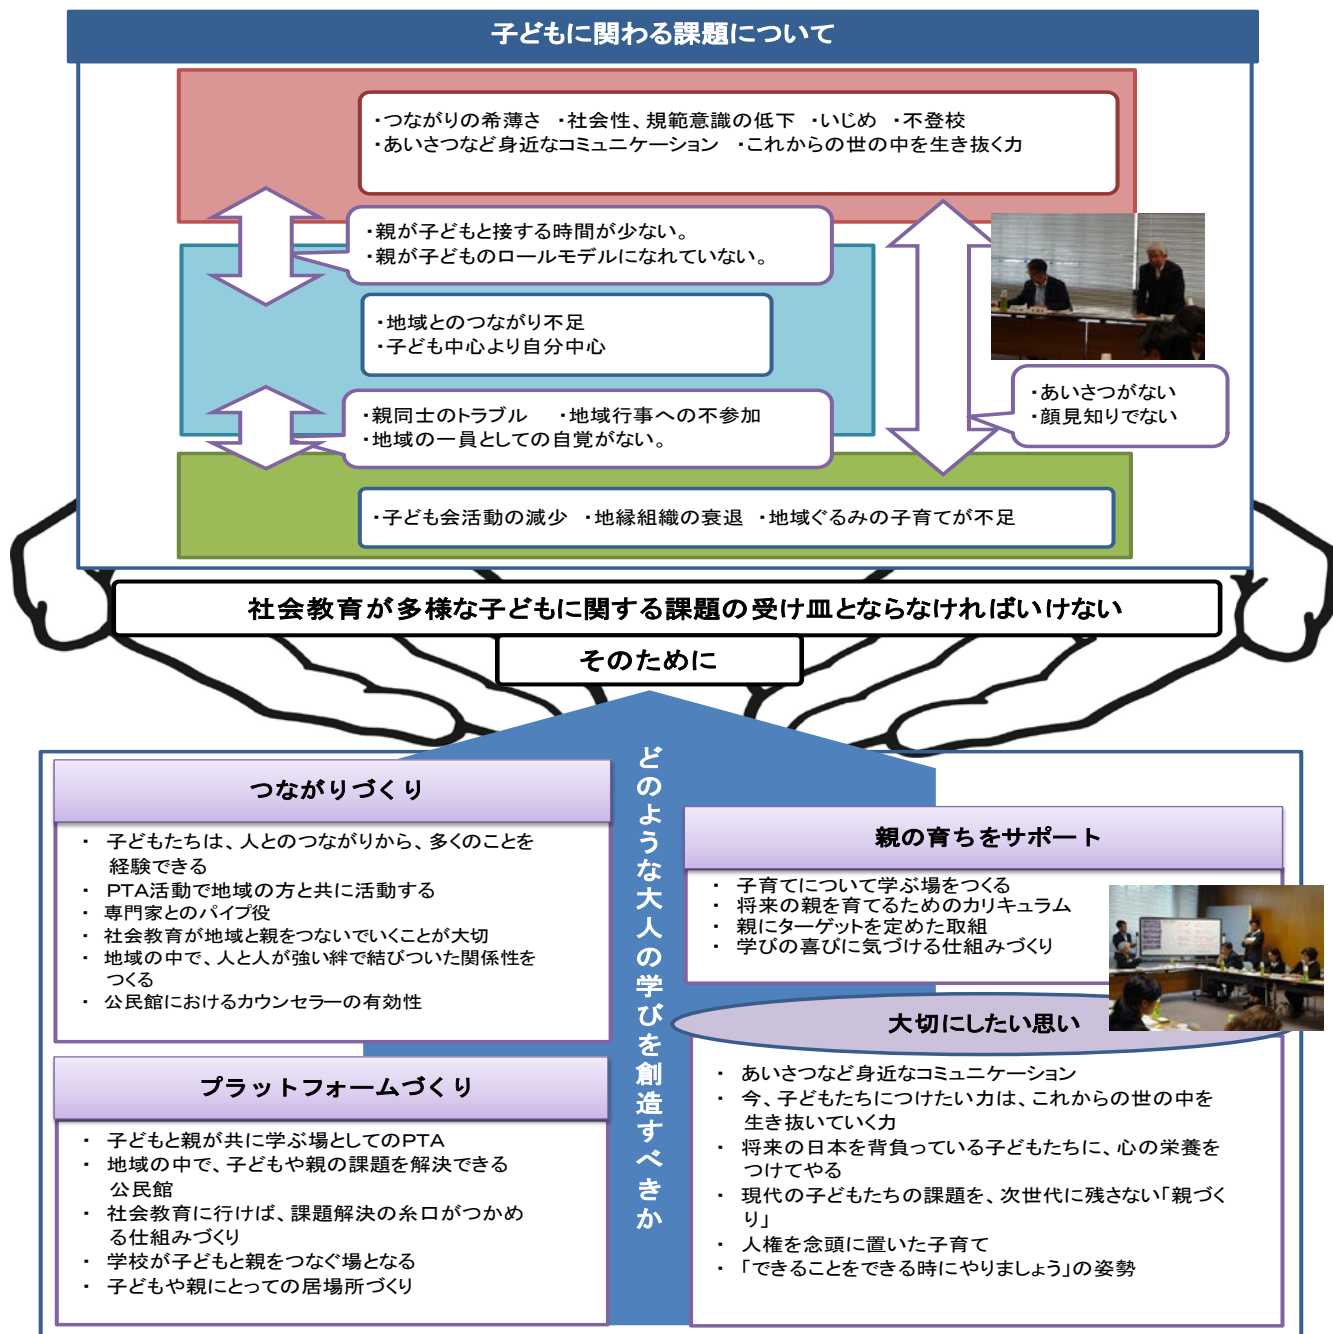 子どもに関わる課題について
・つながりの希薄さ ・社会性、規範意識の低下 ・いじめ ・不登校
・あいさつなど身近なコミュニケーション ・これからの世の中を生き抜く力
・親が子どもと接する時間が少ない。
・親が子どものロールモデルになれていない。
・地域とのつながり不足
・子ども中心より自分中心
・あいさつがない
・顔見知りでない
・親同士のトラブル ・地域行事への不参加
・地域の一員としての自覚がない。
・子ども会活動の減少 ・地縁組織の衰退 ・地域ぐるみの子育てが不足
社会教育が多様な子どもに関する課題の受け皿とならなければいけない
そのために
どのような大人の学びを創造すべきか
つながりづくり
・ 子どもたちは、人とのつながりから、多くのことを
経験できる
・ PTA活動で地域の方と共に活動する
・ 専門家とのパイプ役
・ 社会教育が地域と親をつないでいくことが大切
・ 地域の中で、人と人が強い絆で結びついた関係性を
つくる
・ 公民館におけるカウンセラーの有効性
プラットフォームづくり
・ 子どもと親が共に学ぶ場としてのPTA
・ 地域の中で、子どもや親の課題を解決できる
公民館
・ 社会教育に行けば、課題解決の糸口がつかめ
る仕組みづくり
・ 学校が子どもと親をつなぐ場となる
・ 子どもや親にとっての居場所づくり
親の育ちをサポート
・ 子育てについて学ぶ場をつくる
・ 将来の親を育てるためのカリキュラム
・ 親にターゲットを定めた取組
・ 学びの喜びに気づける仕組みづくり
大切にしたい思い
・ あいさつなど身近なコミュニケーション
・ 今、子どもたちにつけたい力は、これからの世の中を
生き抜いていく力
・ 将来の日本を背負っている子どもたちに、心の栄養を
つけてやる
・ 現代の子どもたちの課題を、次世代に残さない「親づく
り」
・ 人権を念頭に置いた子育て
・ 「できることをできる時にやりましょう」の姿勢